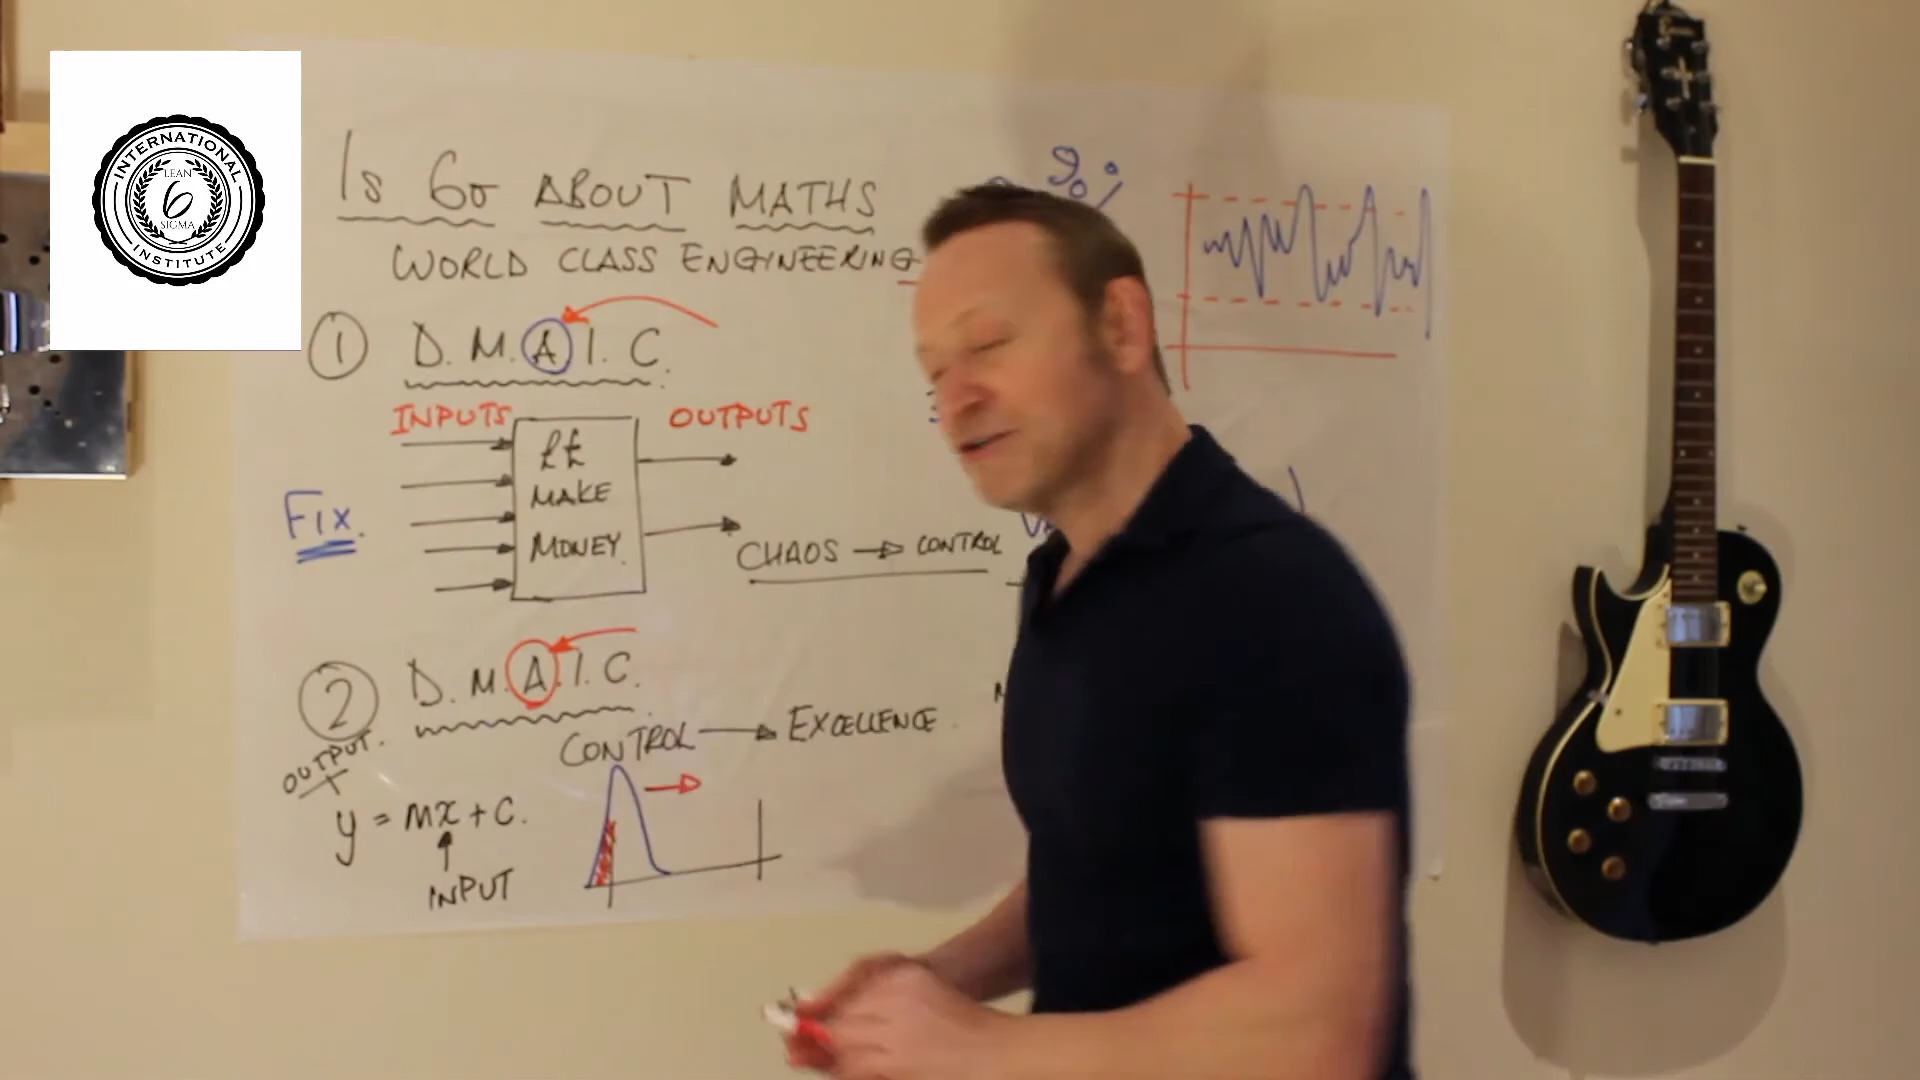 INTERNATIONAL
LEAN
6
SIGMA
INSTITUTE
Is 6σ ABOUT MATHS
WORLD CLASS ENGINEERING
90%
1 D. M. A. I. C.
INPUTS
OUTPUTS
££
MAKE
MONEY.
Fix.
CHAOS → CONTROL
2 D. M. A. I. C.
CONTROL → EXCELLENCE.
OUTPUT.
y = mx + c.
INPUT